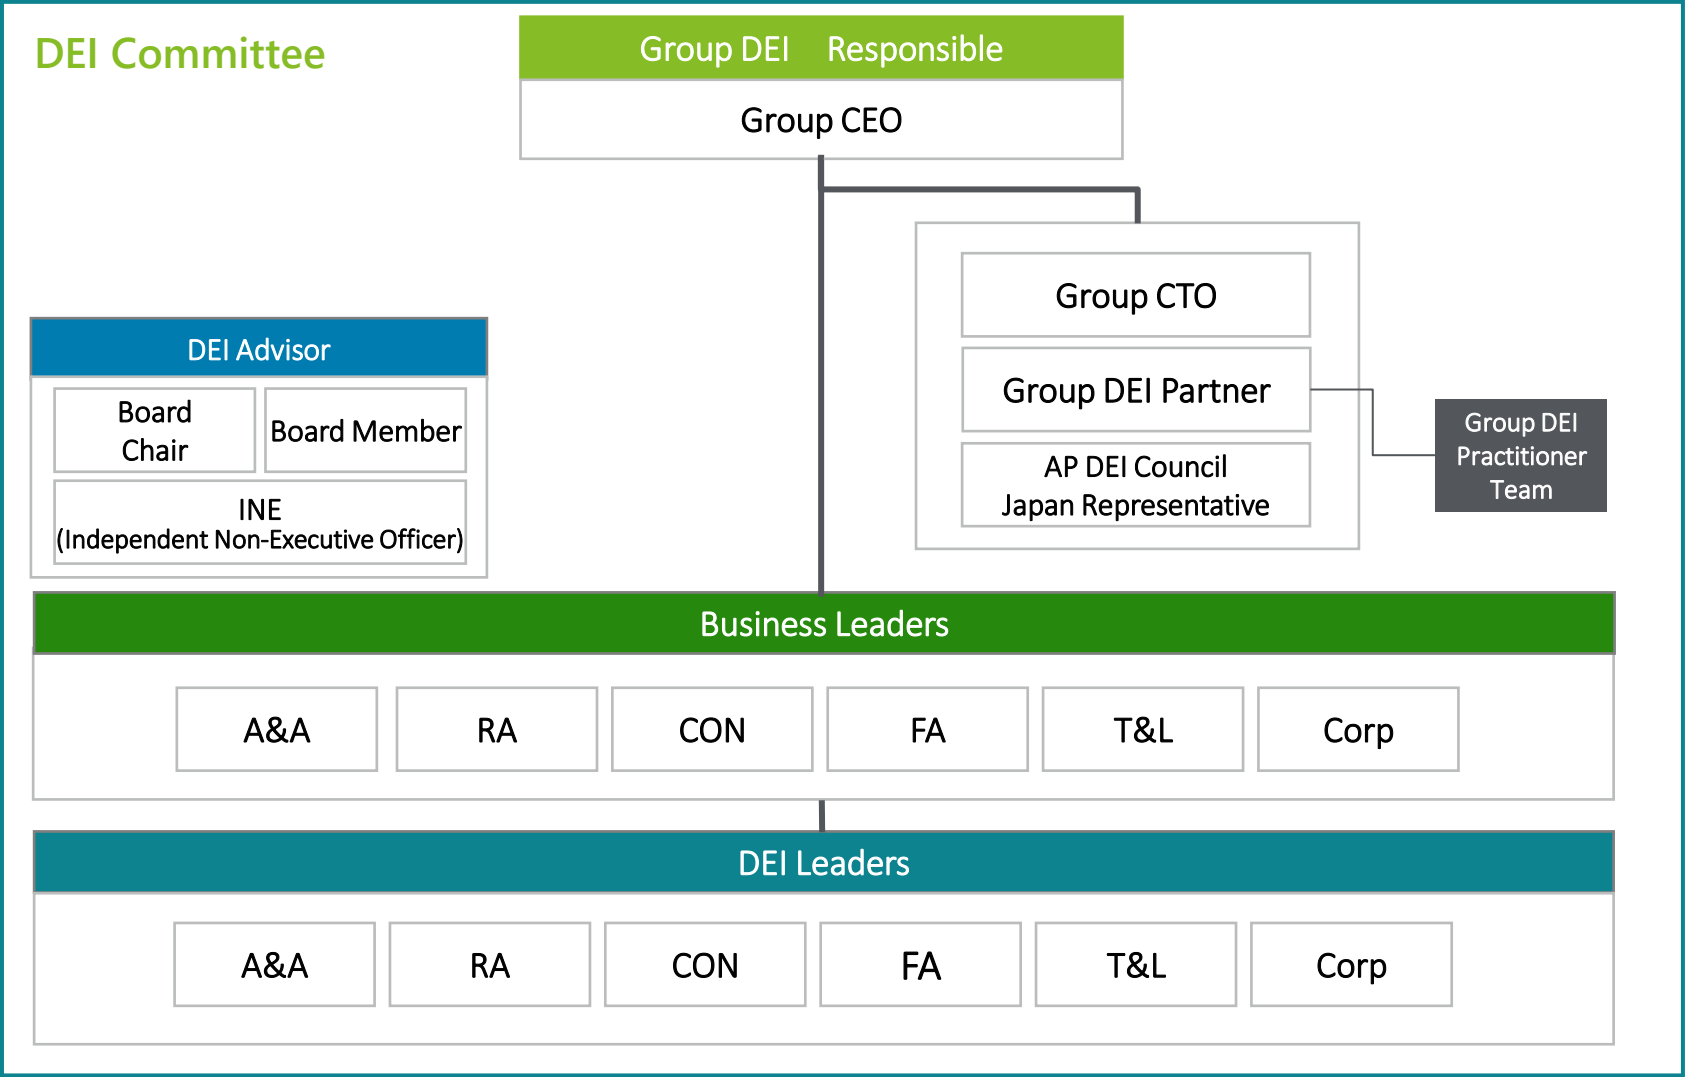 DEI Committee
Group DEI Responsible
Group CEO
Group CTO
Group DEI Partner
AP DEI Council
Japan Representative
Group DEI
Practitioner
Team
DEI Advisor
Board
Chair
Board Member
INE
(Independent Non-Executive Officer)
Business Leaders
A&A
RA
CON
FA
T&L
Corp
DEI Leaders
A&A
RA
CON
FA
T&L
Corp